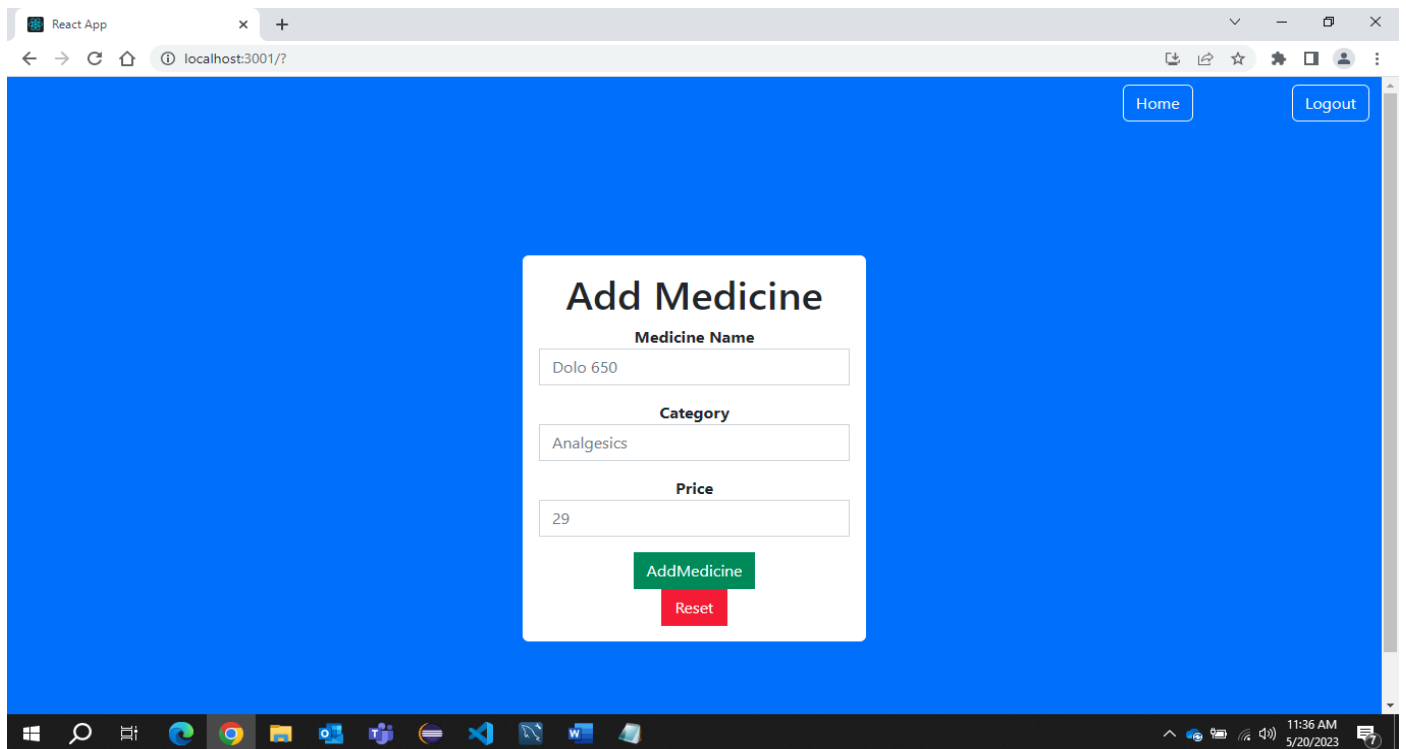 React App
localhost:3001/?
Home
Logout
Add Medicine
Medicine Name
Dolo 650
Category
Analgesics
Price
29
AddMedicine
Reset
11:36 AM
5/20/2023
7